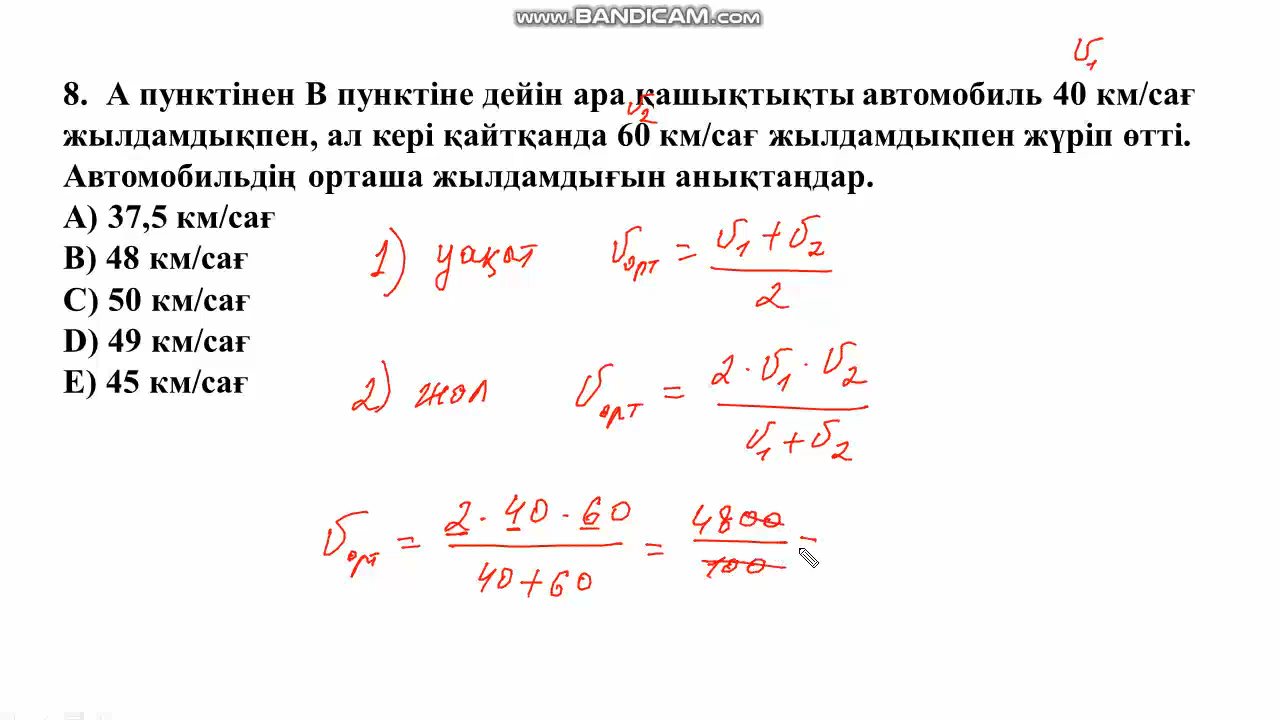 WWW.BANDICAM.COM
υ₁
8. А пунктінен В пунктіне дейін ара қашықтықты автомобиль 40 км/сағ
υ₂
жылдамдықпен, ал кері қайтқанда 60 км/сағ жылдамдықпен жүріп өтті.
Автомобильдің орташа жылдамдығын анықтаңдар.
A) 37,5 км/сағ
B) 48 км/сағ
C) 50 км/сағ
D) 49 км/сағ
E) 45 км/сағ
1) уақыт υорт = (υ₁ + υ₂) / 2
2) жол υорт = (2 · υ₁ · υ₂) / (υ₁ + υ₂)
υорт = (2 · 40 · 60) / (40 + 60) = 4800 / 100 =